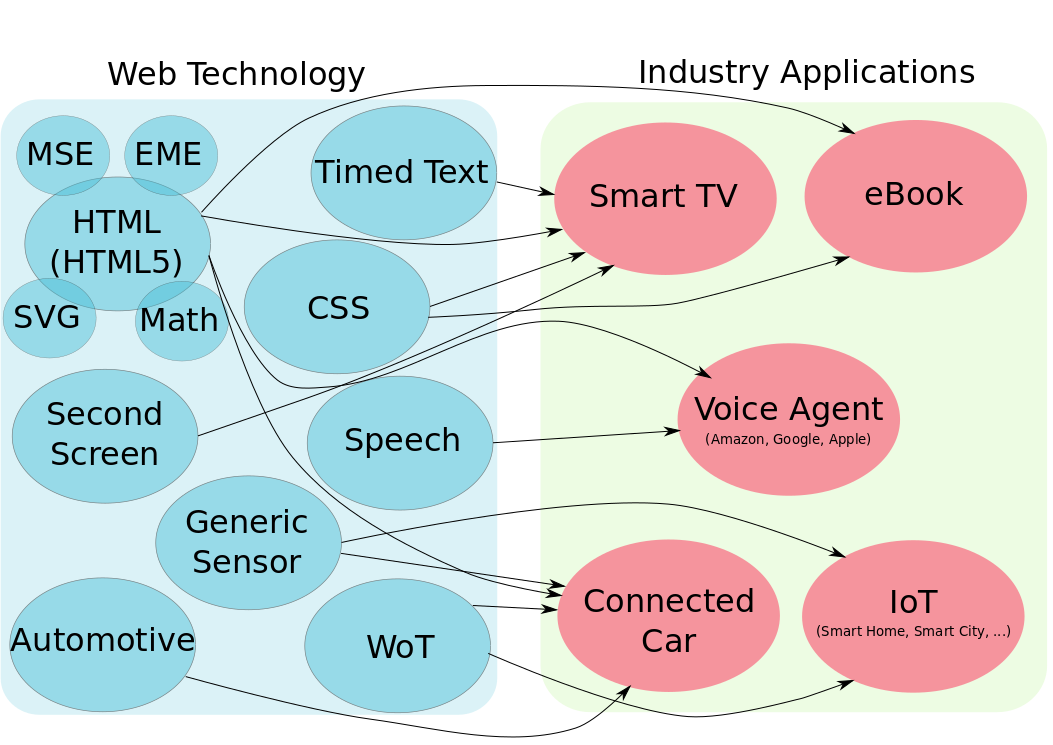 Web Technology
Industry Applications
MSE
EME
HTML
(HTML5)
SVG
Math
Timed Text
CSS
Second
Screen
Speech
Generic
Sensor
Automotive
WoT
Smart TV
eBook
Voice Agent
(Amazon, Google, Apple)
Connected
Car
IoT
(Smart Home, Smart City, ...)